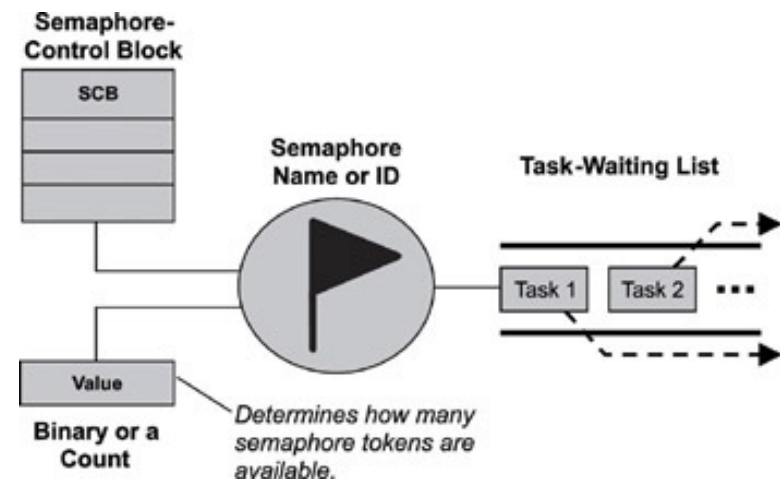 Semaphore-
Control Block
SCB
Semaphore
Name or ID
Task-Waiting List
Task 1
Task 2
...
Value
Binary or a
Count
Determines how many
semaphore tokens are
available.